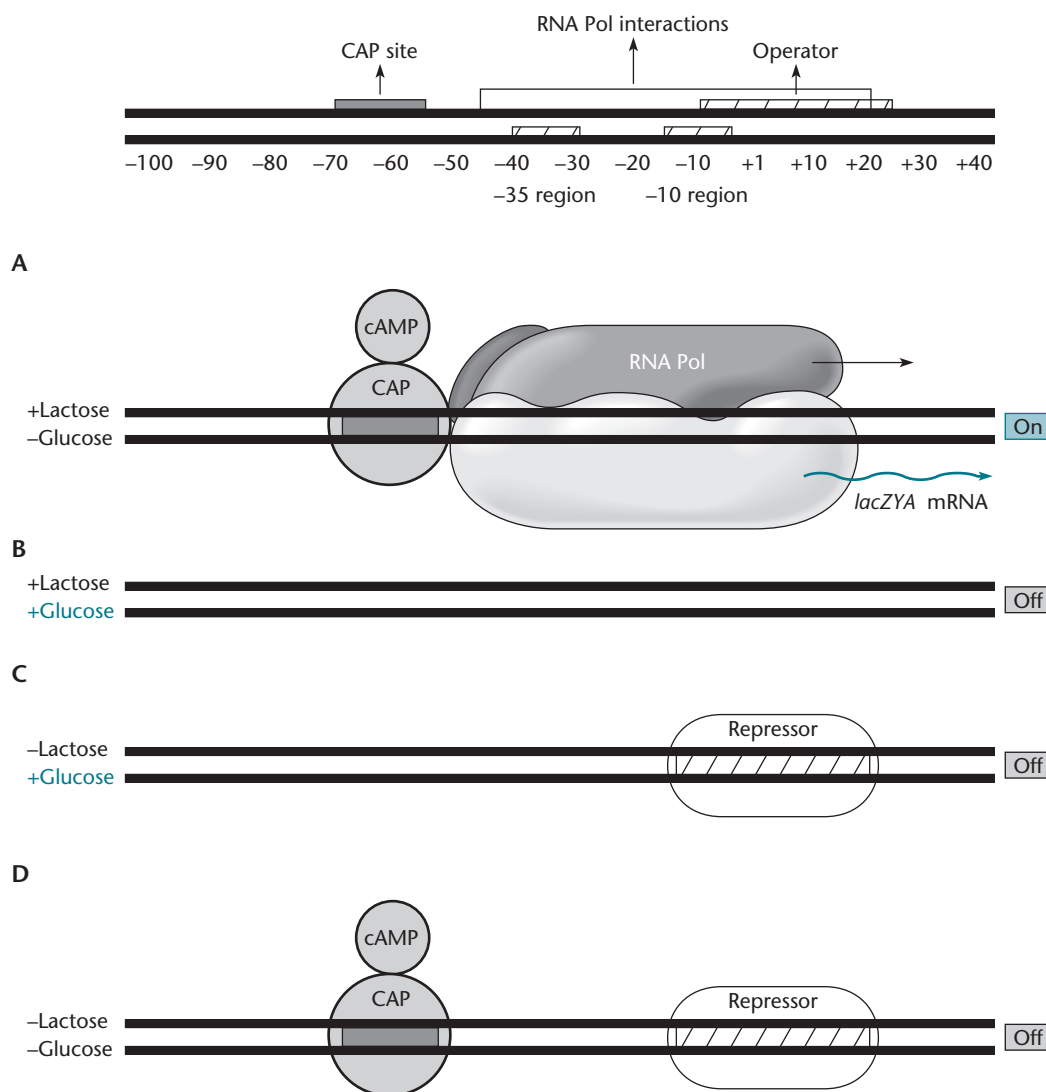 RNA Pol interactions
CAP site
Operator
–100 –90 –80 –70 –60 –50 –40 –30 –20 –10 +1 +10 +20 +30 +40
–35 region –10 region
A
cAMP
RNA Pol
CAP
+Lactose
–Glucose
On
lacZYA mRNA
B
+Lactose
+Glucose
Off
C
Repressor
–Lactose
+Glucose
Off
D
cAMP
CAP
Repressor
–Lactose
–Glucose
Off